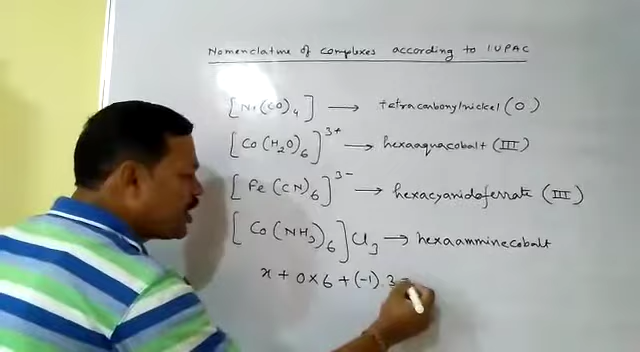 Nomenclature of complexes according to IUPAC
[Ni(CO)₄] → tetracarbonylnickel (0)
[Co(H₂O)₆]³⁺ → hexaaquacobalt (III)
[Fe(CN)₆]³⁻ → hexacyanidoferrate (III)
[Co(NH₃)₆]Cl₃ → hexaamminecobalt
x + 0×6 + (-1).3=